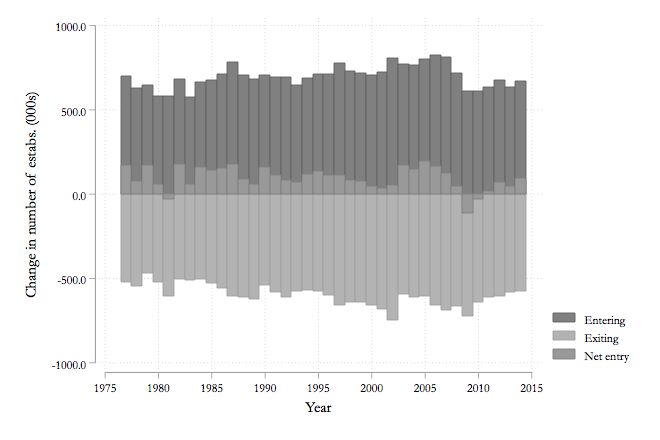 Change in number of estabs. (000s)
1000.0
500.0
0.0
-500.0
-1000.0
1975 1980 1985 1990 1995 2000 2005 2010 2015
Year
Entering
Exiting
Net entry